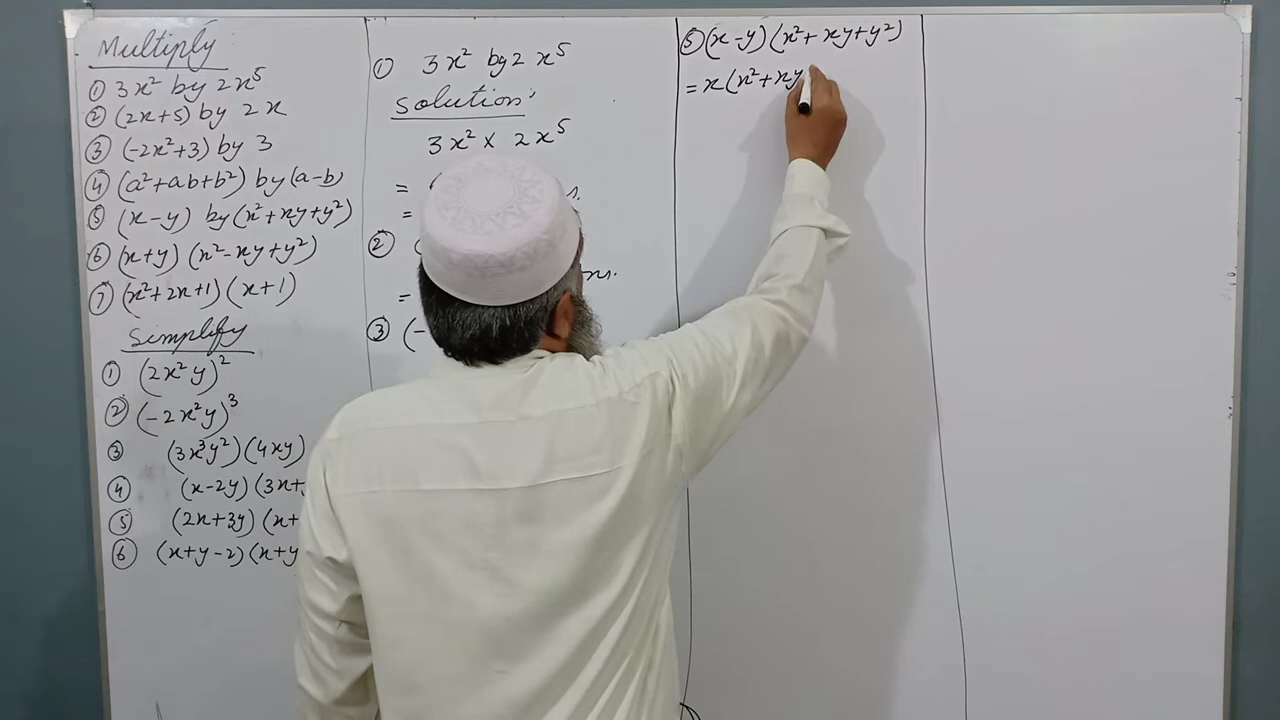 Multiply
① 3x² by 2x⁵
② (2x+5) by 2x
③ (-2x²+3) by 3
④ (a²+ab+b²) by (a-b)
⑤ (x-y) by (x²+xy+y²)
⑥ (x+y) (x²-xy+y²)
⑦ (x²+2x+1) (x+1)
Simplify
① (2x²y)²
② (-2x²y)³
③ (3x³y²)(4xy)
④ (x-2y)(3x+
⑤ (2x+3y)(x+
⑥ (x+y-2)(x+y
① 3x² by 2x⁵
Solution:
3x² × 2x⁵
= (
=
② (
=
③ (-
⑤ (x-y)(x²+xy+y²)
= x(x²+xy